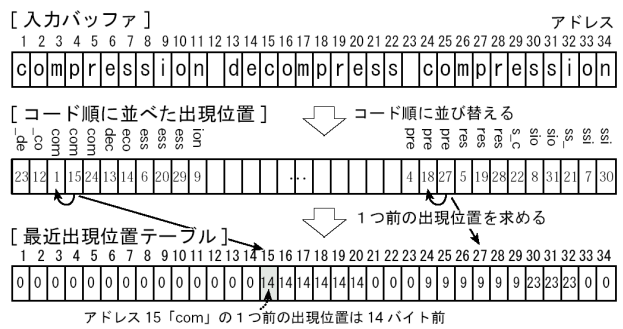 [ 入力バッファ ]
アドレス
1 2 3 4 5 6 7 8 9 10 11 12 13 14 15 16 17 18 19 20 21 22 23 24 25 26 27 28 29 30 31 32 33 34
c o m p r e s s i o n d e c o m p r e s s c o m p r e s s i o n
[ コード順に並べた出現位置 ]
コード順に並び替える
_de _co com com com dec eco ess ess ess ion pre pre pre res res res s_c sio sio ss_ ssi ssi
23 12 1 15 24 13 14 6 20 29 9 … 4 18 27 5 19 28 22 8 31 21 7 30
1つ前の出現位置を求める
[ 最近出現位置テーブル ]
1 2 3 4 5 6 7 8 9 10 11 12 13 14 15 16 17 18 19 20 21 22 23 24 25 26 27 28 29 30 31 32 33 34
0 0 0 0 0 0 0 0 0 0 0 0 0 0 14 14 14 14 14 14 0 0 0 9 9 9 9 9 9 23 23 23 0 0
アドレス 15「com」の1つ前の出現位置は 14 バイト前